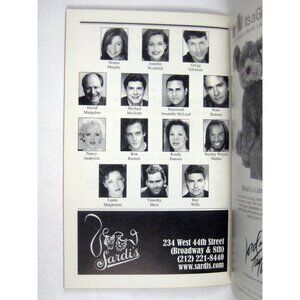 Donna
Murphy
Jennifer
Westfeldt
Gregg
Edelman
David
Margulies
Michael
McGrath
Raymond
Jaramillo McLeod
Peter
Benson
Nancy
Anderson
Ken
Barnett
Randy
Danson
Stanley Wayne
Mathis
Linda
Mugleston
Timothy
Shew
Ray
Wills
Sardi's
234 West 44th Street
(Broadway & 8th)
(212) 221-8440
www.sardis.com